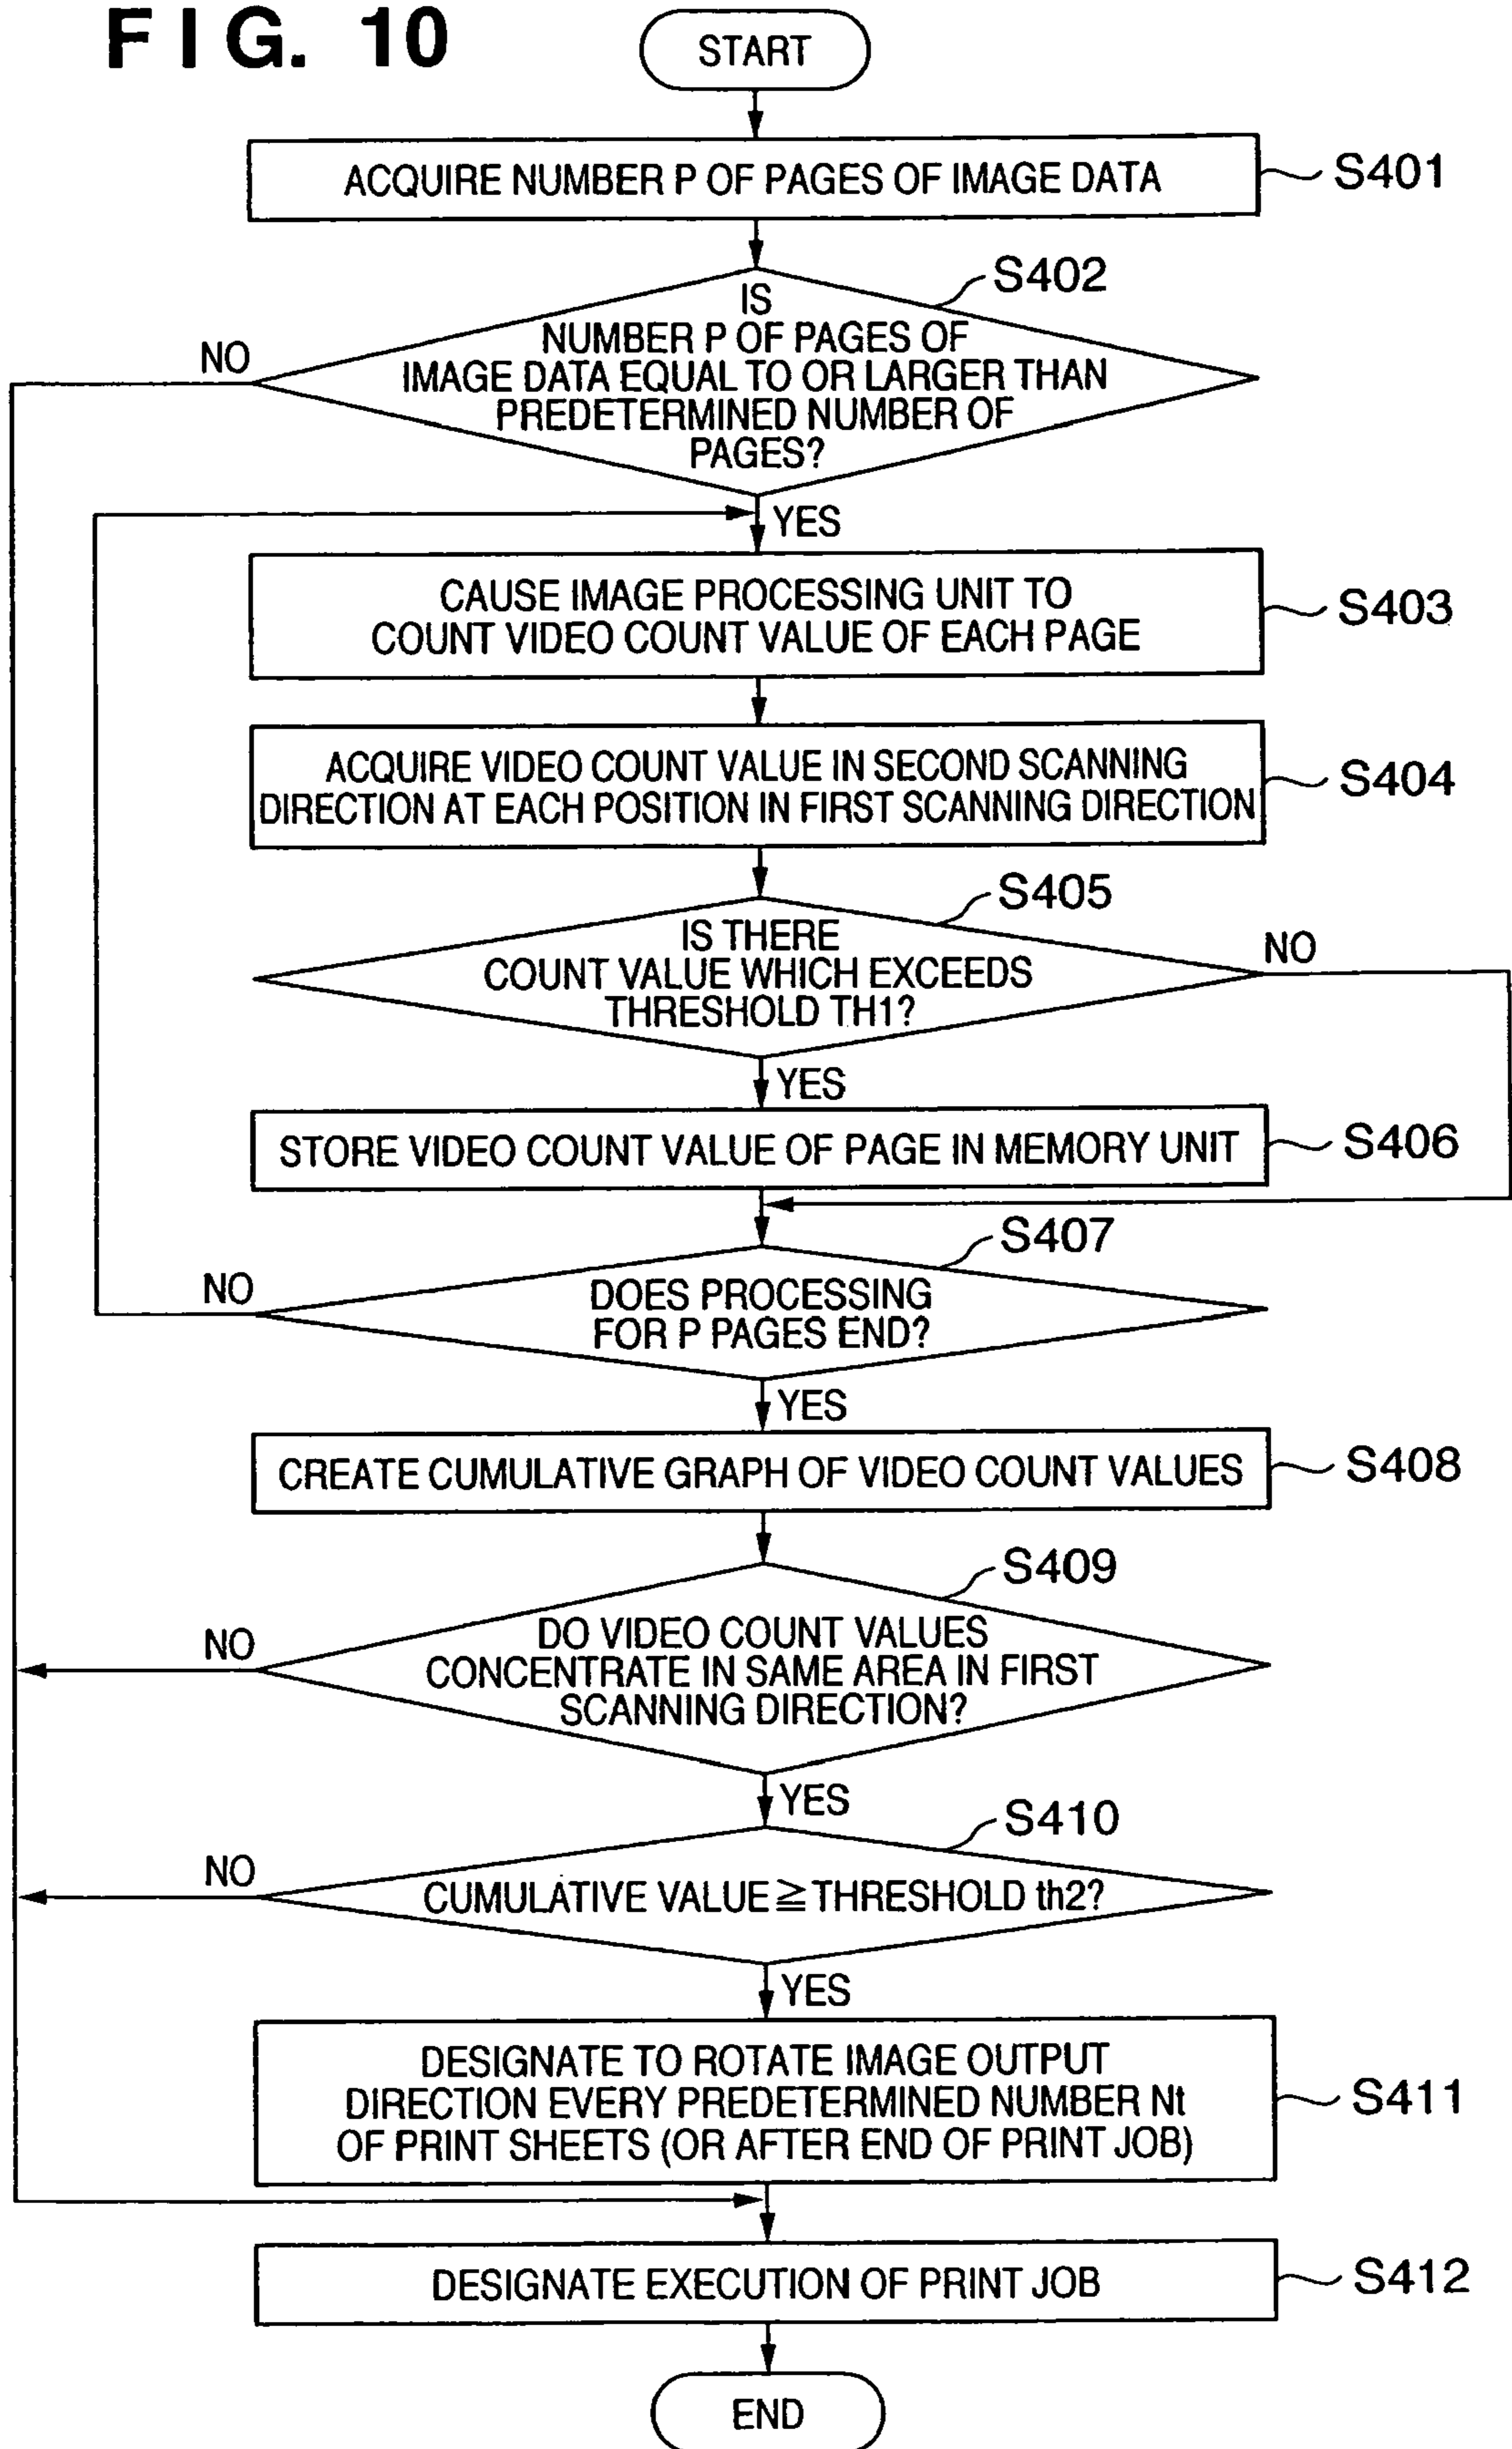 FIG. 10
START
ACQUIRE NUMBER P OF PAGES OF IMAGE DATA
S401
S402
IS
NUMBER P OF PAGES OF
IMAGE DATA EQUAL TO OR LARGER THAN
PREDETERMINED NUMBER OF
PAGES?
NO
YES
CAUSE IMAGE PROCESSING UNIT TO
COUNT VIDEO COUNT VALUE OF EACH PAGE
S403
ACQUIRE VIDEO COUNT VALUE IN SECOND SCANNING
DIRECTION AT EACH POSITION IN FIRST SCANNING DIRECTION
S404
S405
IS THERE
COUNT VALUE WHICH EXCEEDS
THRESHOLD TH1?
NO
YES
STORE VIDEO COUNT VALUE OF PAGE IN MEMORY UNIT
S406
S407
NO
DOES PROCESSING
FOR P PAGES END?
YES
CREATE CUMULATIVE GRAPH OF VIDEO COUNT VALUES
S408
S409
NO
DO VIDEO COUNT VALUES
CONCENTRATE IN SAME AREA IN FIRST
SCANNING DIRECTION?
YES
S410
NO
CUMULATIVE VALUE≧THRESHOLD th2?
YES
DESIGNATE TO ROTATE IMAGE OUTPUT
DIRECTION EVERY PREDETERMINED NUMBER Nt
OF PRINT SHEETS (OR AFTER END OF PRINT JOB)
S411
DESIGNATE EXECUTION OF PRINT JOB
S412
END